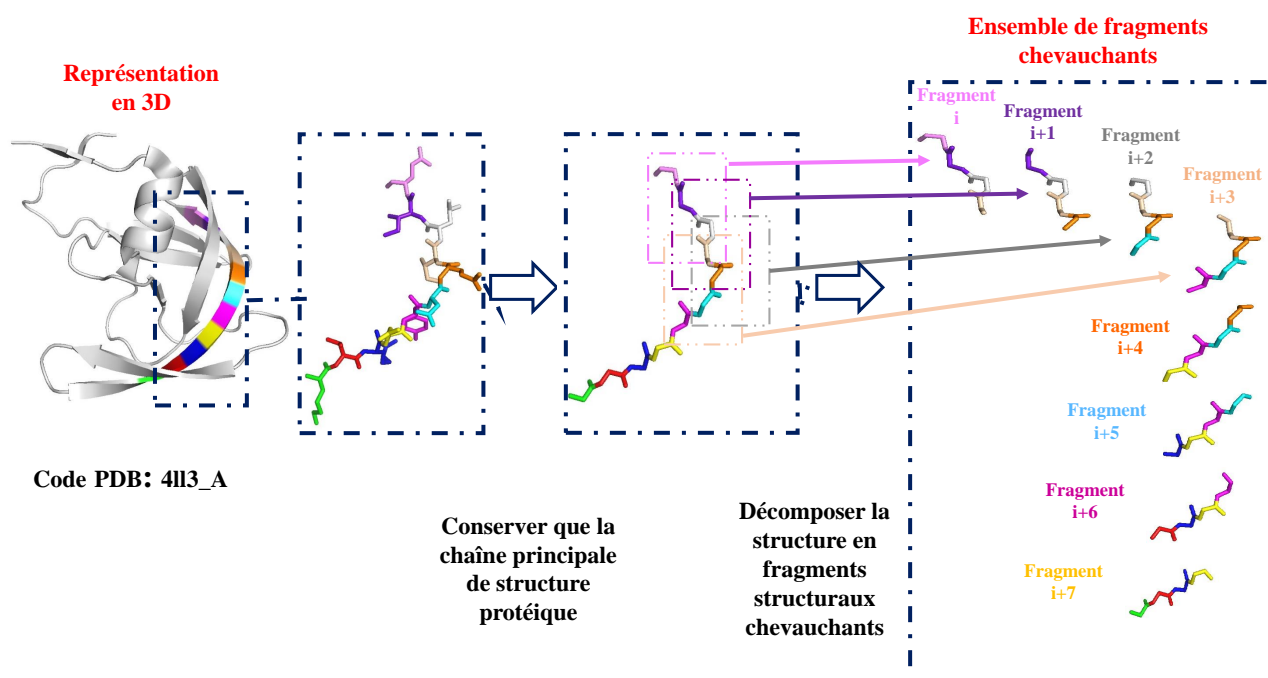 Représentation
en 3D
Ensemble de fragments
chevauchants
Fragment
i
Fragment
i+1
Fragment
i+2
Fragment
i+3
Fragment
i+4
Fragment
i+5
Fragment
i+6
Fragment
i+7
Code PDB: 4ll3_A
Conserver que la
chaîne principale
de structure
protéique
Décomposer la
structure en
fragments
structuraux
chevauchants